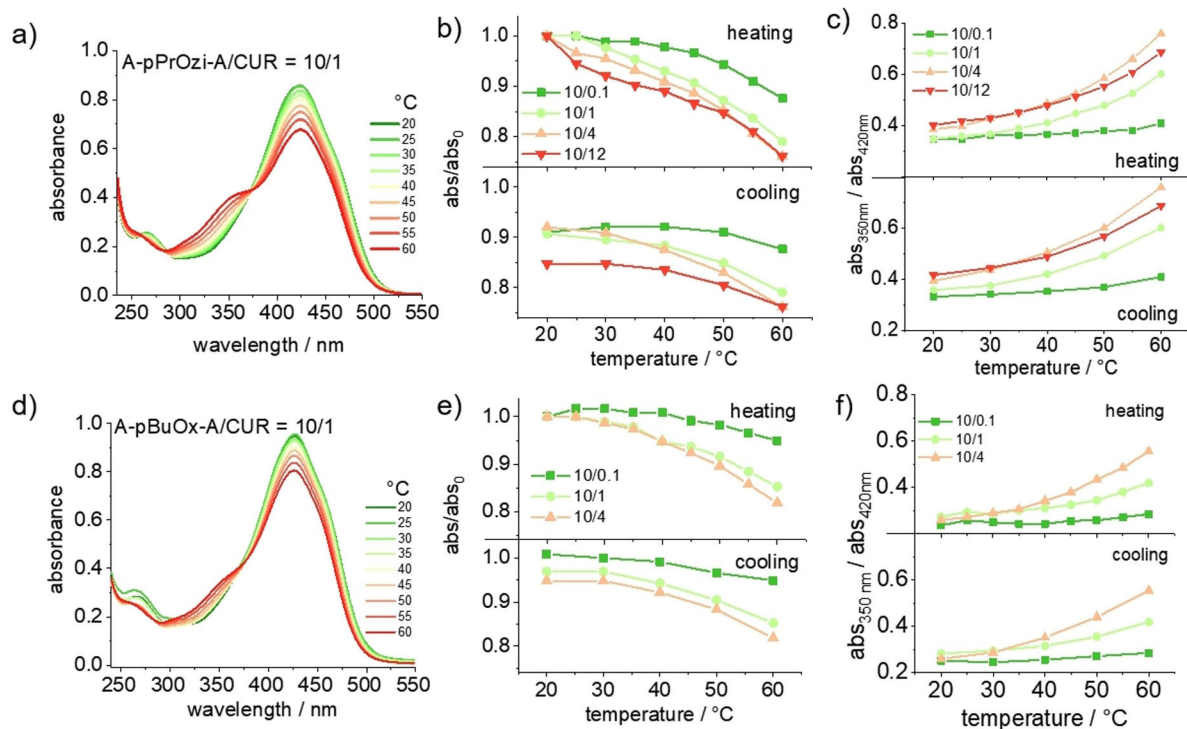 a)
A-pPrOzi-A/CUR = 10/1
absorbance
1.0
0.8
0.6
0.4
0.2
0.0
°C
20
25
30
35
40
45
50
55
60
250 300 350 400 450 500 550
wavelength / nm
b)
heating
abs/abs0
1.00
0.95
0.90
0.85
0.80
0.75
10/0.1
10/1
10/4
10/12
cooling
1.0
0.9
0.8
20 30 40 50 60
temperature / °C
c)
abs350nm / abs420nm
0.8
0.6
0.4
10/0.1
10/1
10/4
10/12
heating
0.6
0.4
0.2
cooling
20 30 40 50 60
temperature / °C
d)
A-pBuOx-A/CUR = 10/1
absorbance
1.0
0.8
0.6
0.4
0.2
0.0
°C
20
25
30
35
40
45
50
55
60
250 300 350 400 450 500 550
wavelength / nm
e)
heating
abs/abs0
1.0
0.9
0.8
10/0.1
10/1
10/4
cooling
1.0
0.9
0.8
20 30 40 50 60
temperature / °C
f)
abs350 nm / abs420nm
0.8
0.6
0.4
10/0.1
10/1
10/4
heating
cooling
0.6
0.4
0.2
20 30 40 50 60
temperature / °C